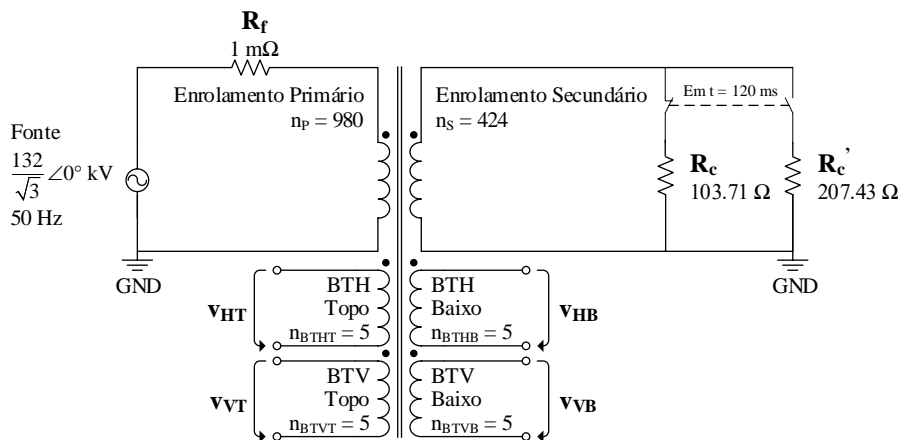 R_f
1 mΩ
Enrolamento Primário
n_P = 980
Enrolamento Secundário
n_S = 424
Em t = 120 ms
Fonte
132/√3 ∠0° kV
50 Hz
R_c
103.71 Ω
R_c’
207.43 Ω
GND
GND
v_HT
BTH
Topo
n_BTHT = 5
BTH
Baixo
n_BTHB = 5
v_HB
v_VT
BTV
Topo
n_BTVT = 5
BTV
Baixo
n_BTVB = 5
v_VB